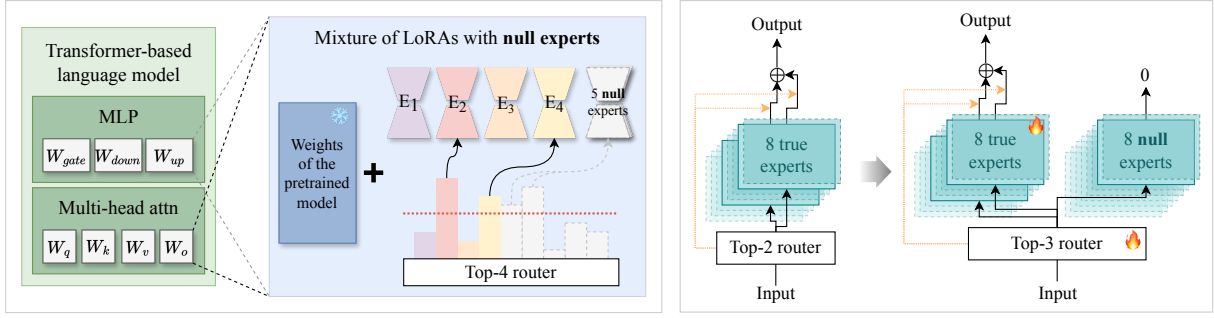 Transformer-based
language model
MLP
W_gate W_down W_up
Multi-head attn
W_q W_k W_v W_o
Mixture of LoRAs with null experts
Weights
of the
pretrained
model
+
E_1 E_2 E_3 E_4
5 null
experts
Top-4 router
Output
8 true
experts
Top-2 router
Input
Output
0
8 true
experts
8 null
experts
Top-3 router
Input